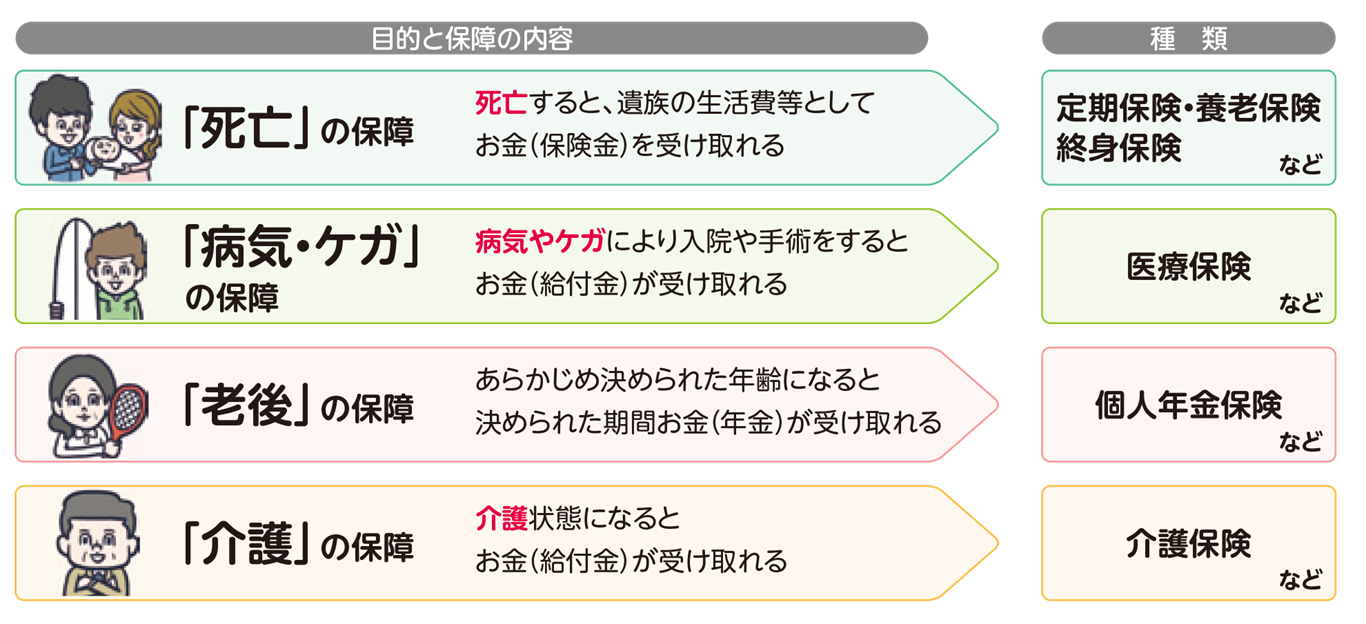 目的と保障の内容
種　類
「死亡」の保障
死亡すると、遺族の生活費等として
お金（保険金）を受け取れる
定期保険・養老保険
終身保険
など
「病気・ケガ」
の保障
病気やケガにより入院や手術をすると
お金（給付金）が受け取れる
医療保険
など
「老後」の保障
あらかじめ決められた年齢になると
決められた期間お金（年金）が受け取れる
個人年金保険
など
「介護」の保障
介護状態になると
お金（給付金）が受け取れる
介護保険
など